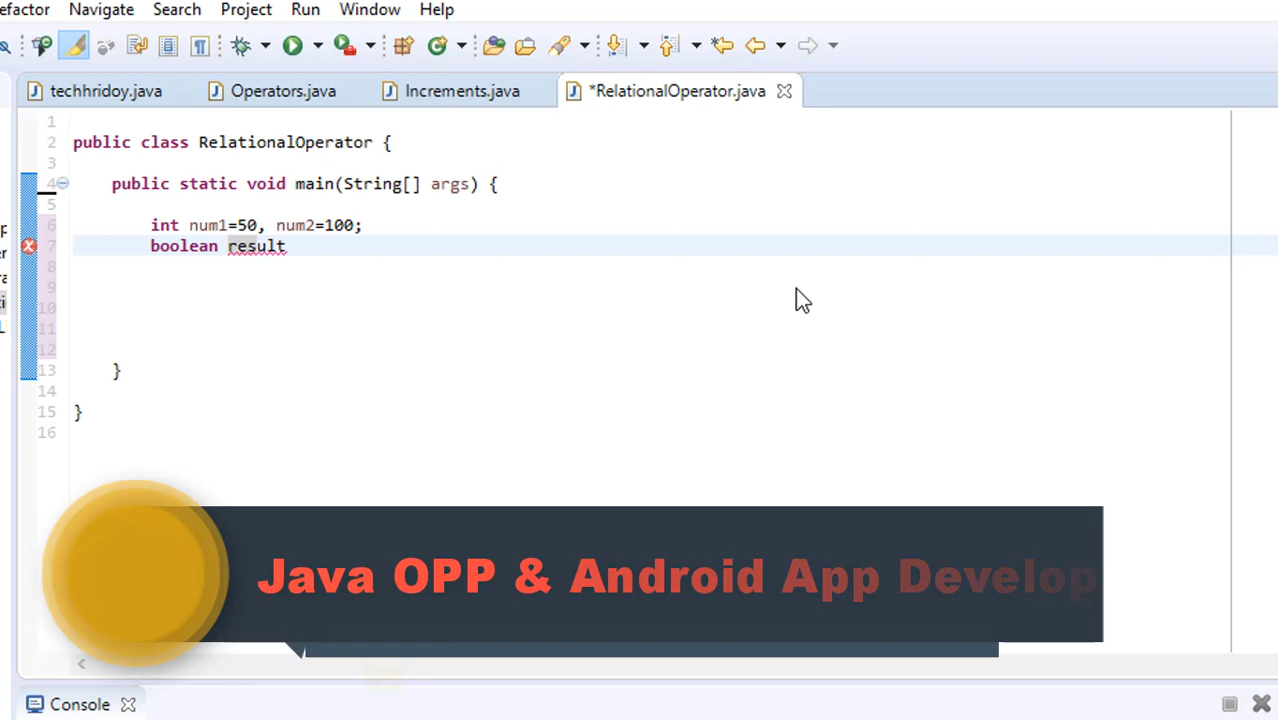 efactor Navigate Search Project Run Window Help
techhridoy.java Operators.java Increments.java *RelationalOperator.java
1
2 public class RelationalOperator {
3
4 public static void main(String[] args) {
5
6 int num1=50, num2=100;
7 boolean result
8
9
10
11
12
13 }
14
15 }
16
Java OPP & Android App Develop
Console